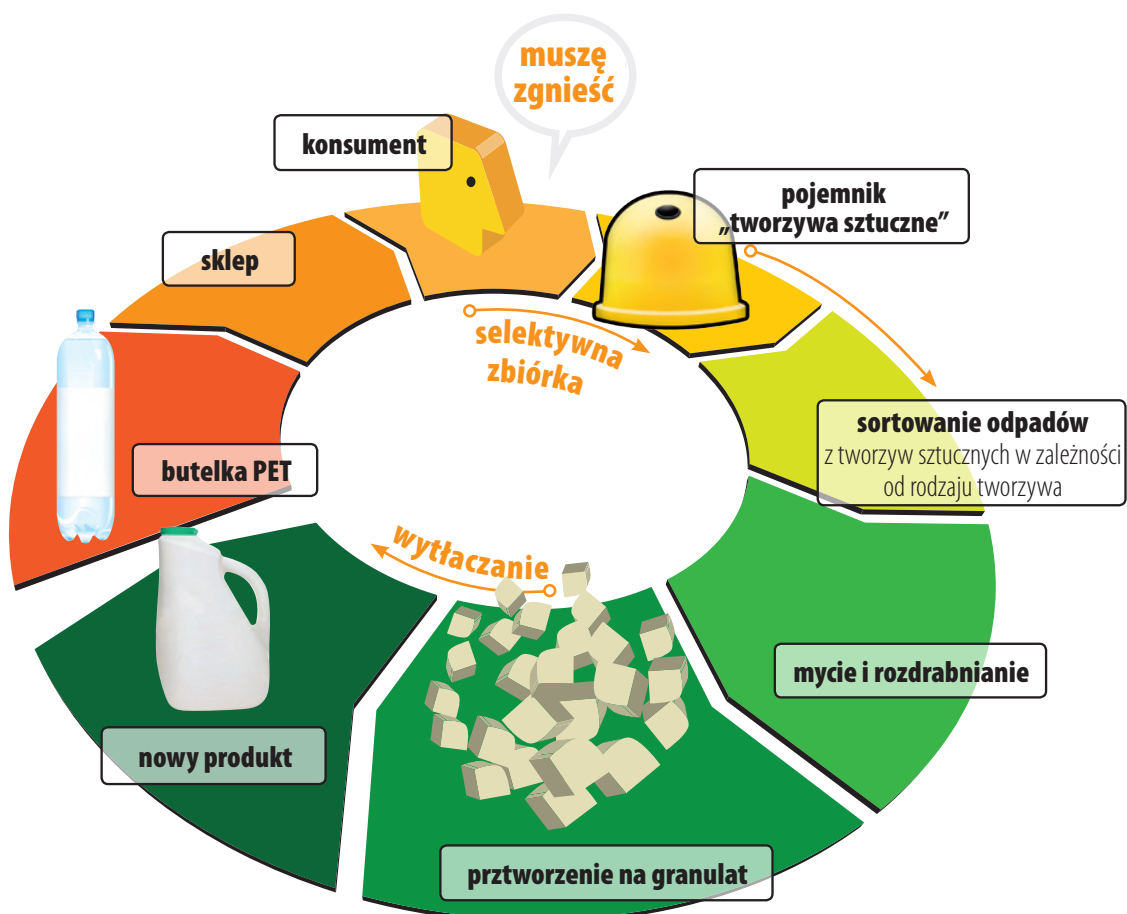 muszę
zgnieść
konsument
pojemnik
„tworzywa sztuczne”
sklep
selektywna
zbiórka
sortowanie odpadów
z tworzyw sztucznych w zależności
od rodzaju tworzywa
butelka PET
wytłaczanie
mycie i rozdrabnianie
nowy produkt
prztworzenie na granulat